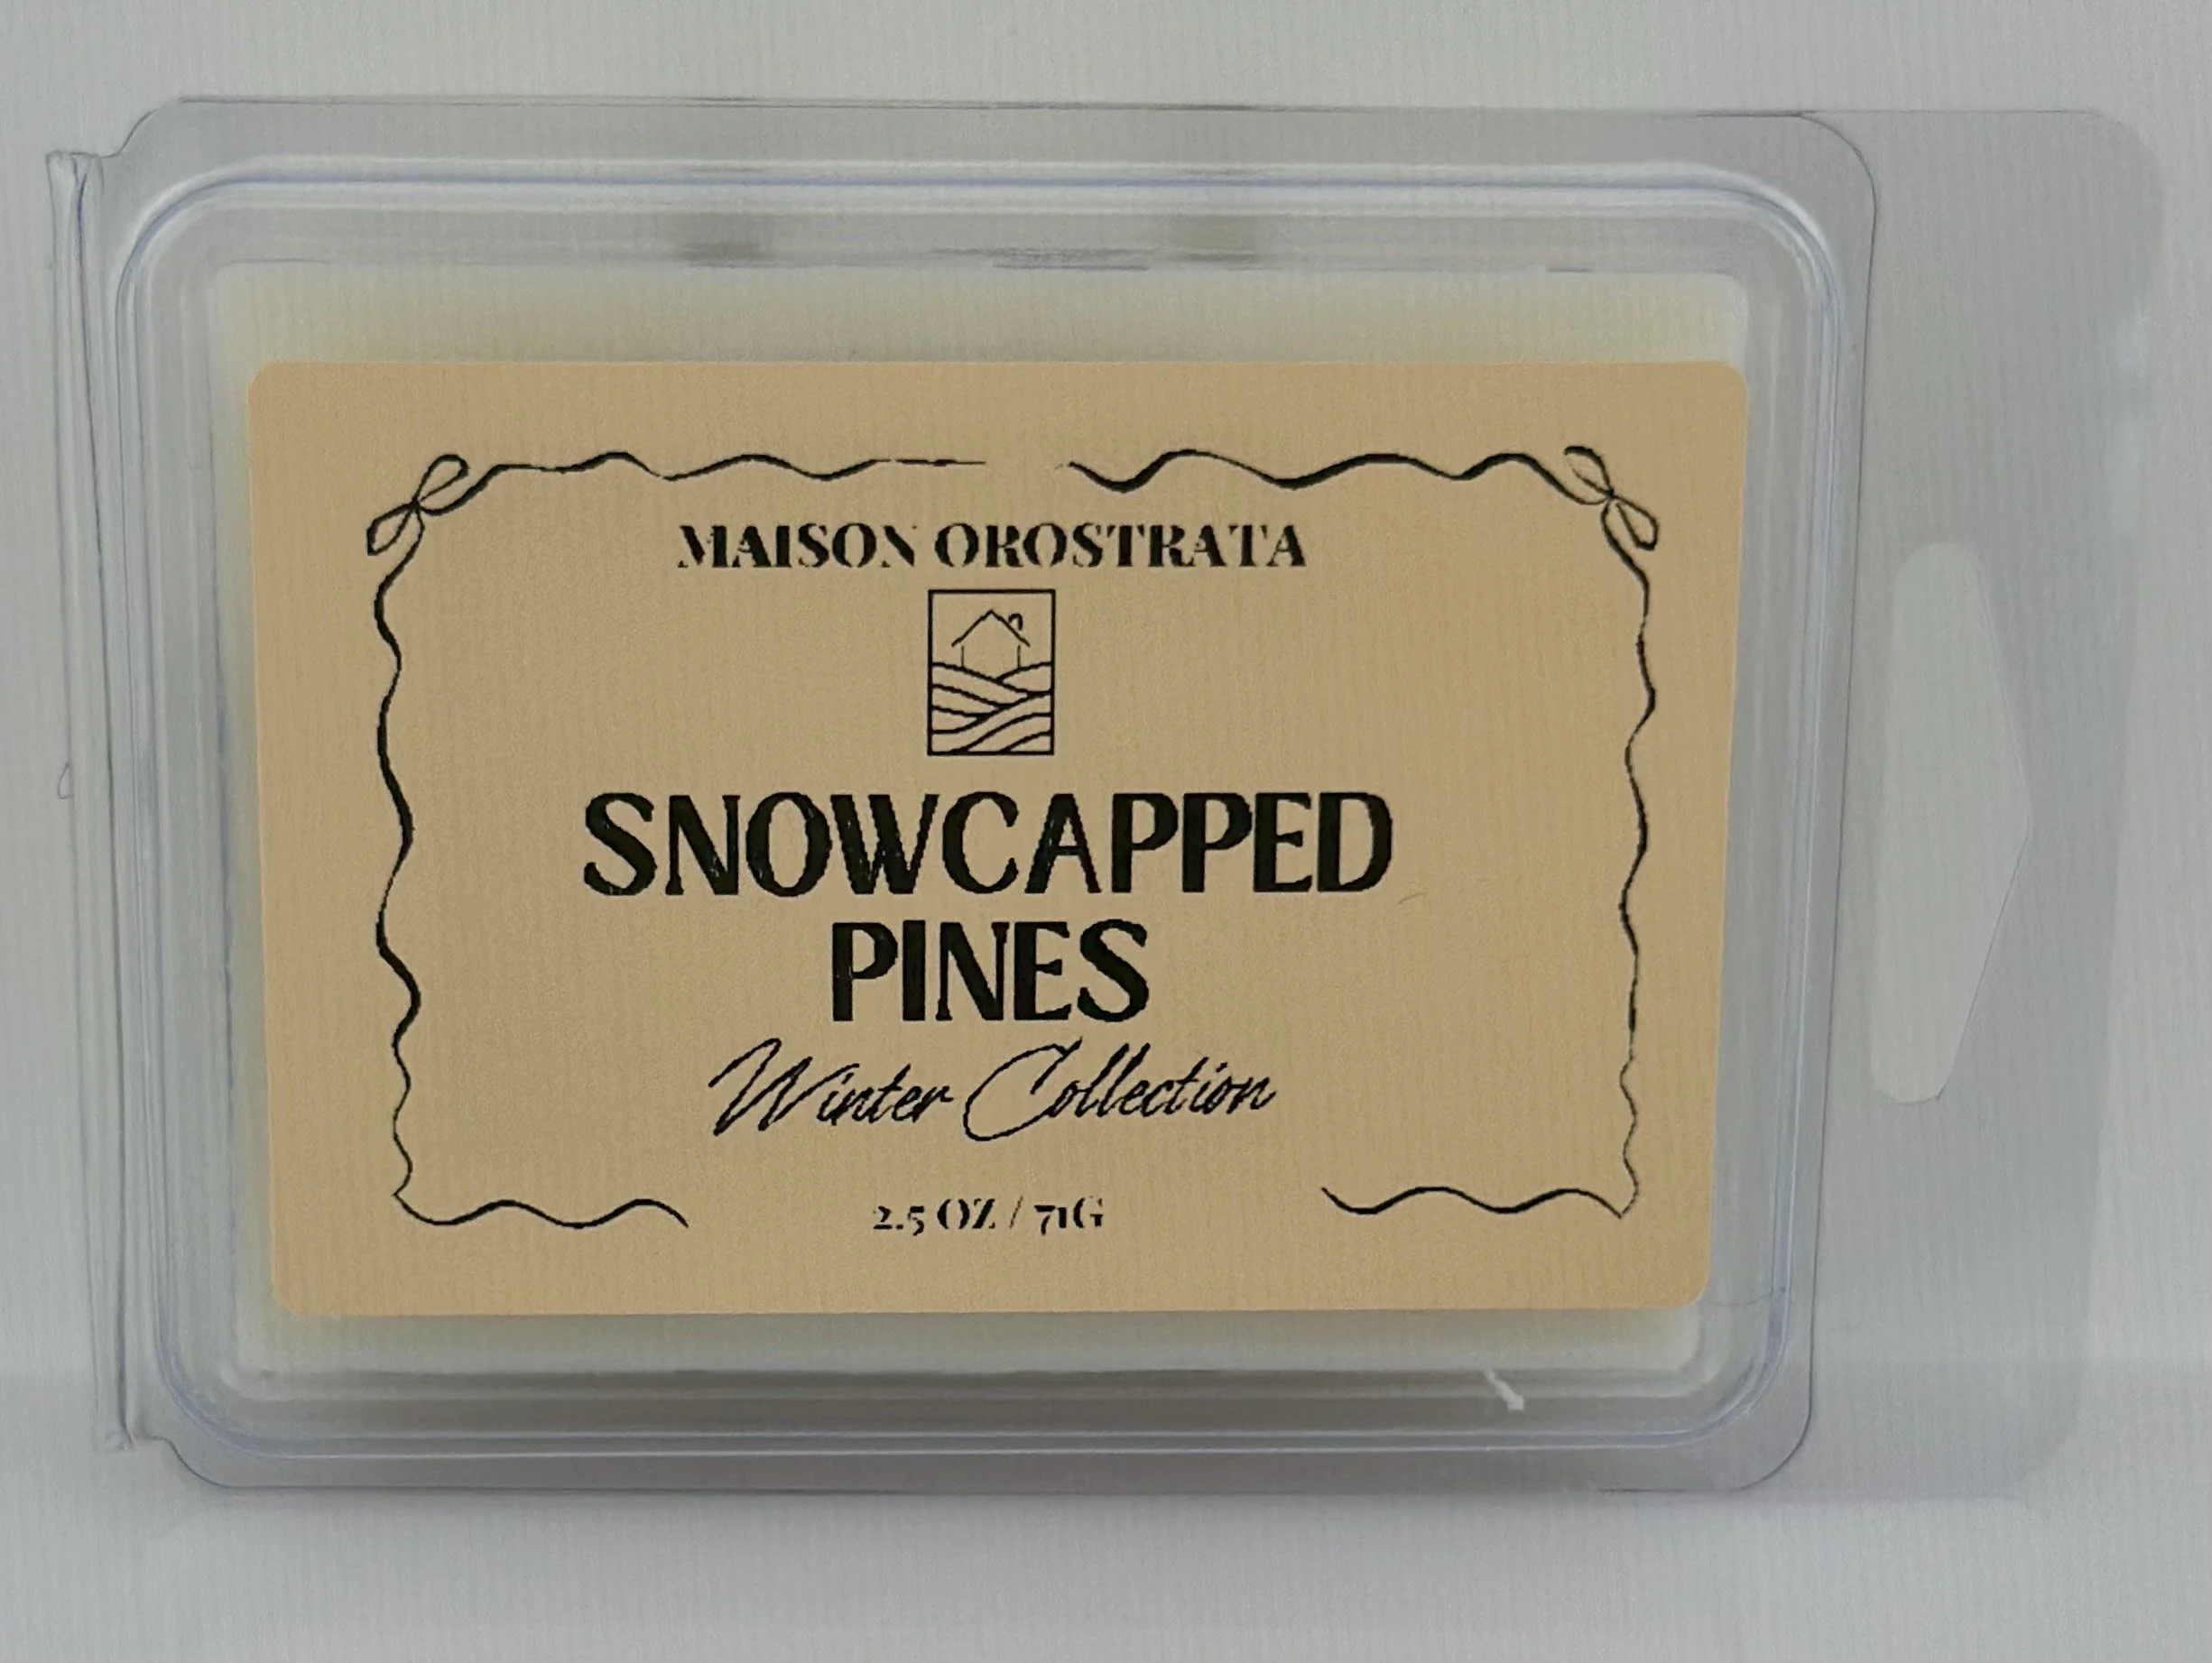 MAISON OROSTRATA
SNOWCAPPED
PINES
Winter Collection
2.5 OZ / 71G